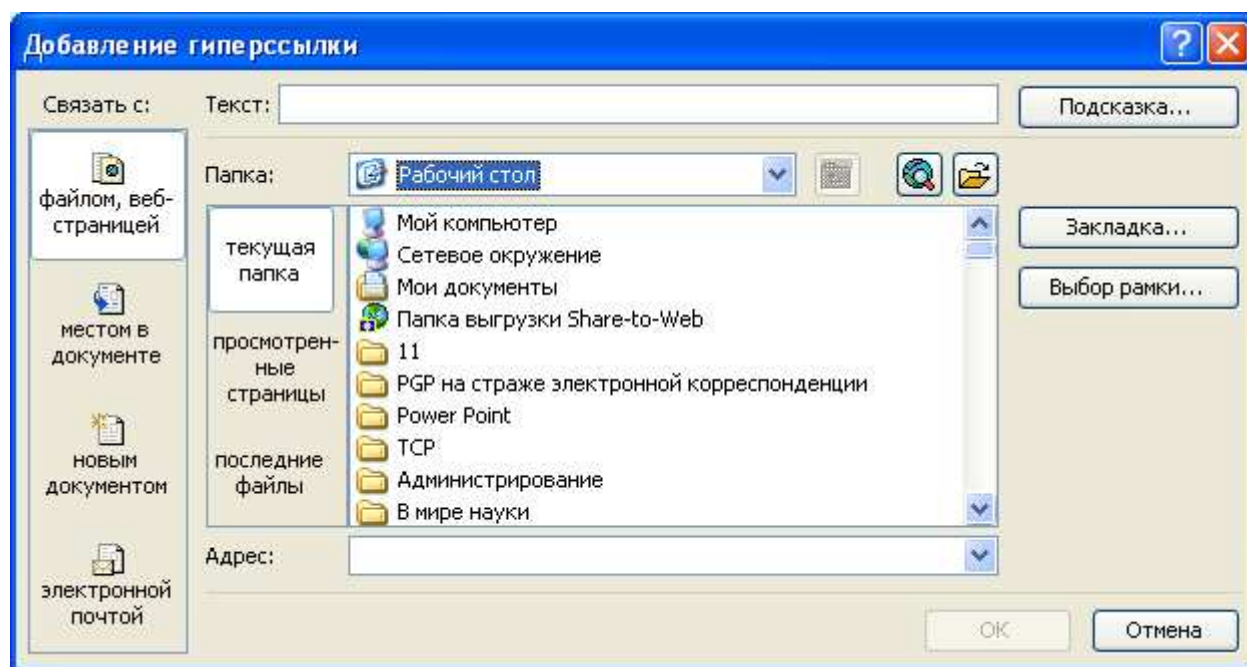 Добавление гиперссылки
Связать с:
Текст:
Подсказка...
файлом, веб-
страницей
Папка:
Рабочий стол
текущая
папка
Мой компьютер
Сетевое окружение
Мои документы
Папка выгрузки Share-to-Web
11
PGP на страже электронной корреспонденции
Power Point
TCP
Администрирование
В мире науки
Закладка...
Выбор рамки...
местом в
документе
просмотрен-
ные
страницы
новым
документом
последние
файлы
электронной
почтой
Адрес:
ОК
Отмена